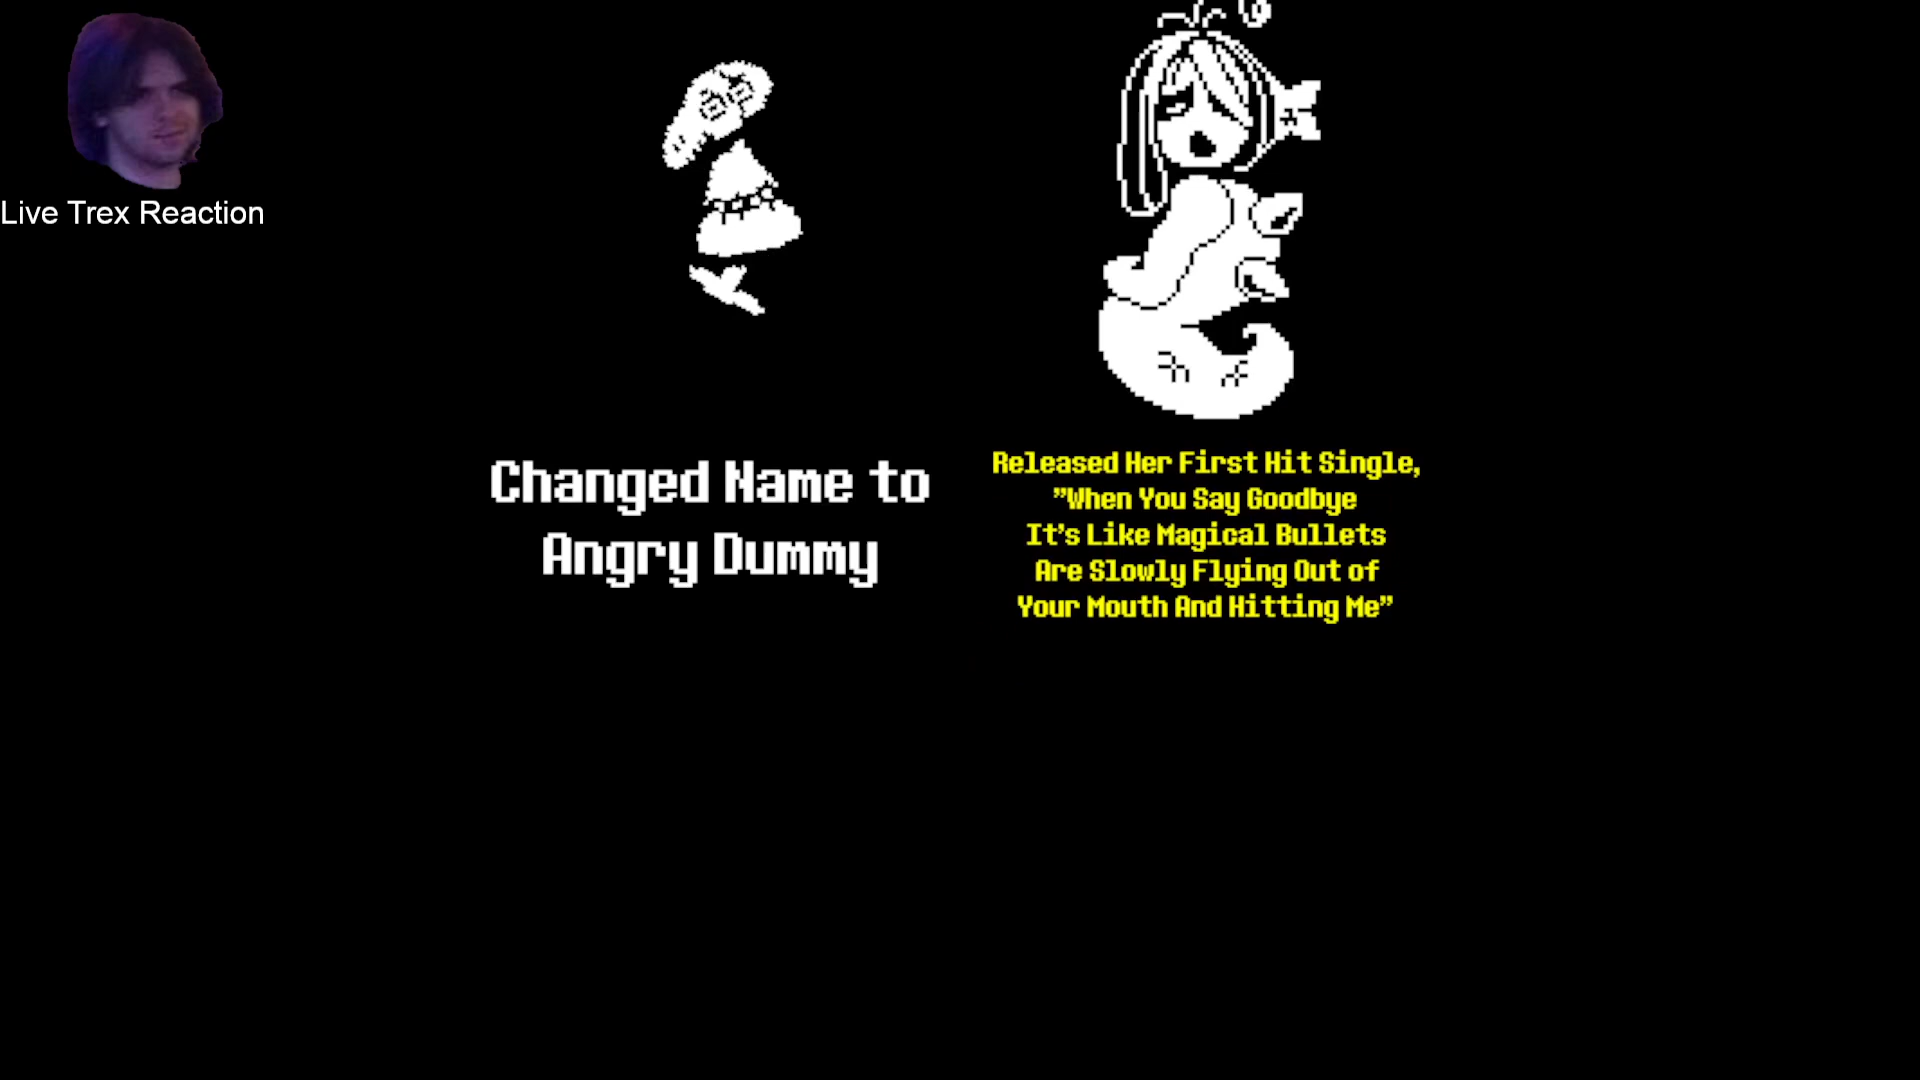 Live Trex Reaction
Changed Name to
Angry Dummy
Released Her First Hit Single,
"When You Say Goodbye
It's Like Magical Bullets
Are Slowly Flying Out of
Your Mouth And Hitting Me"